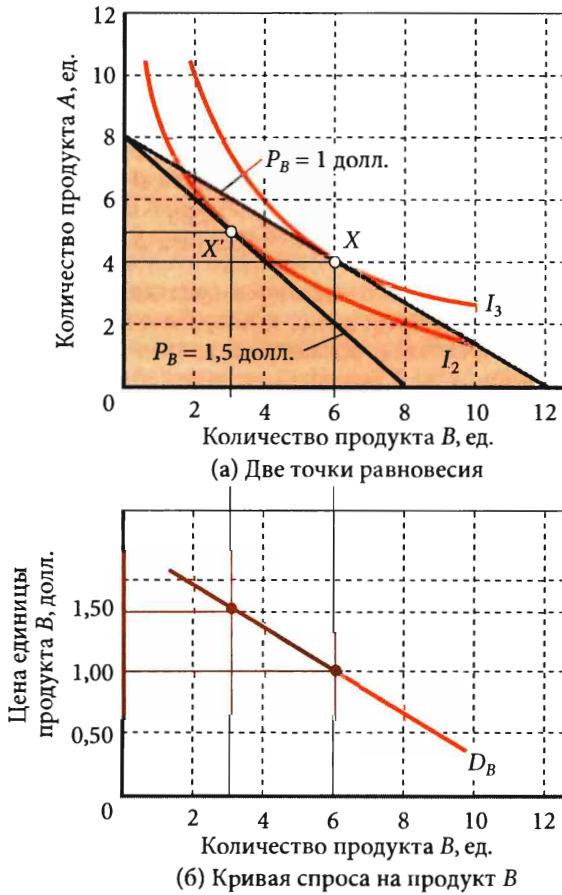 Количество продукта A, ед.
12
10
8
6
4
2
0
P_B = 1 долл.
X
X'
P_B = 1,5 долл.
I_3
I_2
2
4
6
8
10
12
Количество продукта B, ед.
(а) Две точки равновесия
Цена единицы
продукта B, долл.
1,50
1,00
0,50
0
D_B
2
4
6
8
10
12
Количество продукта B, ед.
(б) Кривая спроса на продукт B